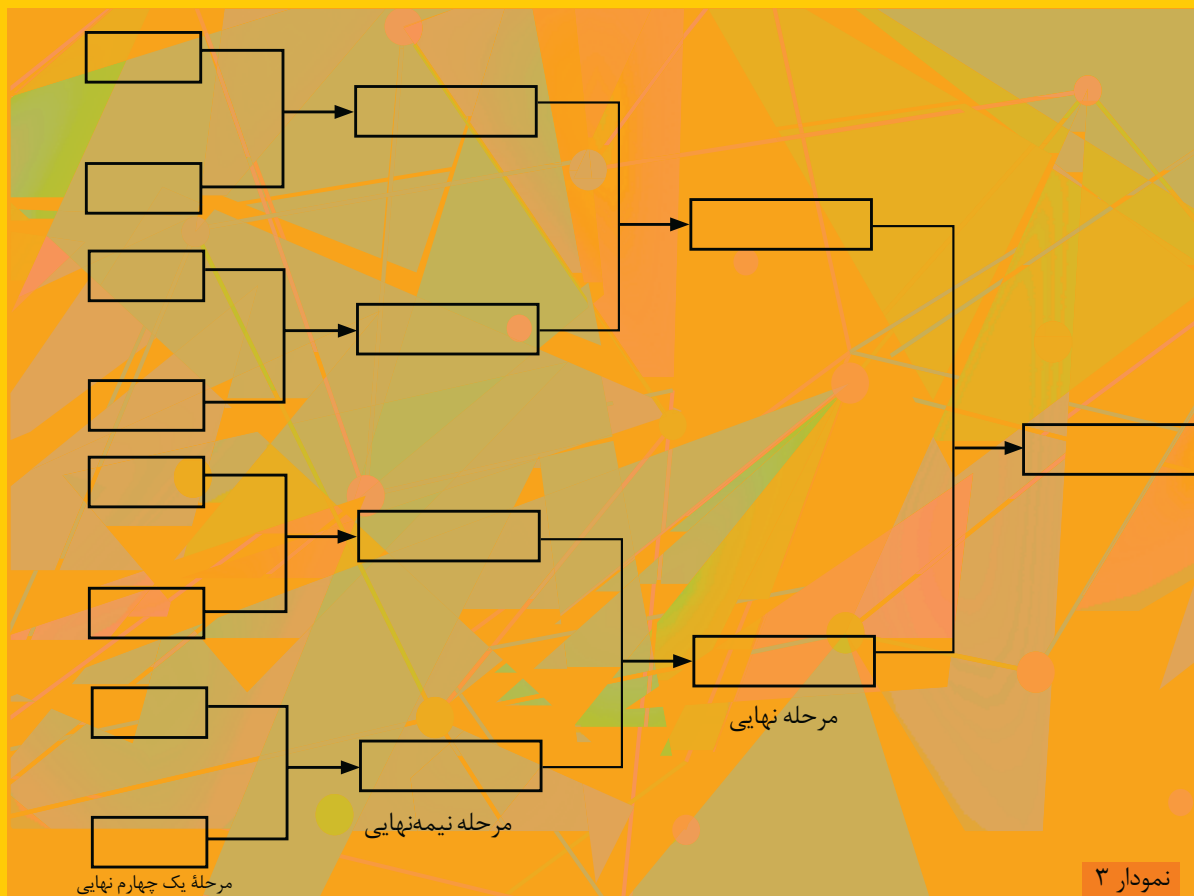 مرحله نهایی
مرحله نیمه‌نهایی
مرحلهٔ یک چهارم نهایی
نمودار ۳